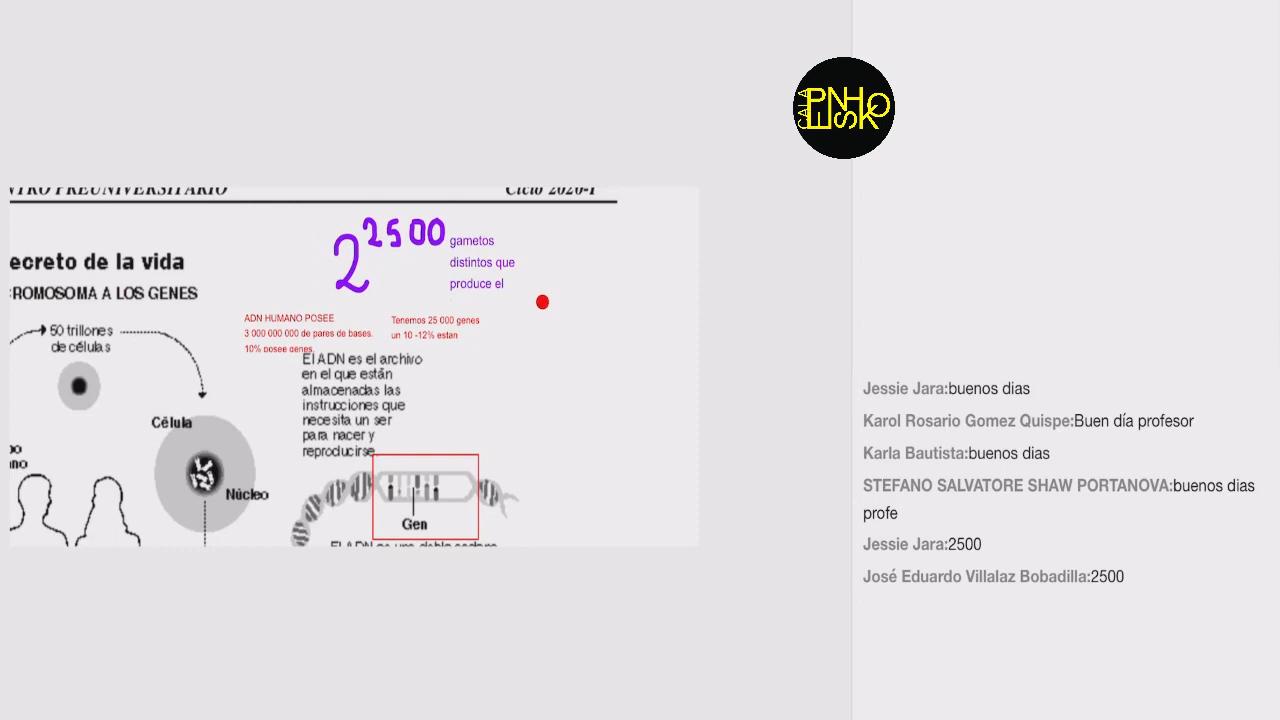 CALA
PENHO
ESK
NTRO PREUNIVERSITARIO
Ciclo 2020-I
2^2500
gametos
distintos que
produce el
ecreto de la vida
ROMOSOMA A LOS GENES
50 trillones
de células
ADN HUMANO POSEE
3 000 000 000 de pares de bases.
10% posee genes.
Tenemos 25 000 genes
un 10 -12% estan
El ADN es el archivo
en el que están
almacenadas las
instrucciones que
necesita un ser
para nacer y
reproducirse.
Célula
Núcleo
Gen
Jessie Jara:buenos dias
Karol Rosario Gomez Quispe:Buen día profesor
Karla Bautista:buenos dias
STEFANO SALVATORE SHAW PORTANOVA:buenos dias
profe
Jessie Jara:2500
José Eduardo Villalaz Bobadilla:2500